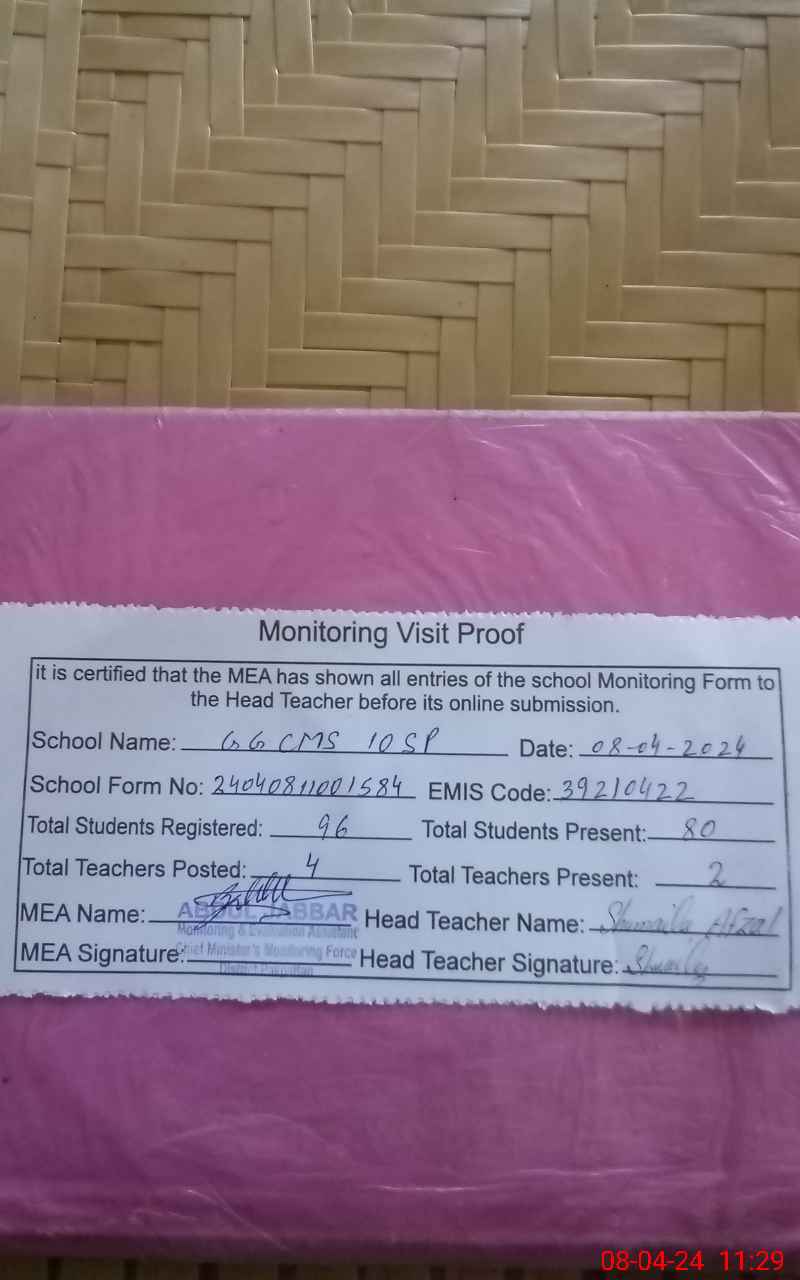 Monitoring Visit Proof
it is certified that the MEA has shown all entries of the school Monitoring Form to
the Head Teacher before its online submission.
School Name: GGCMS 10SP Date: 08-04-2024
School Form No: 24040811001584 EMIS Code: 39210422
Total Students Registered: 96 Total Students Present: 80
Total Teachers Posted: 4 Total Teachers Present: 2
MEA Name: ABDUL JABBAR Head Teacher Name: Shumaila Afzal
Monitoring & Evaluation Assistant
MEA Signature: Chief Minister's Monitoring Force Head Teacher Signature: Shumaila
District Pakpattan
08-04-24 11:29